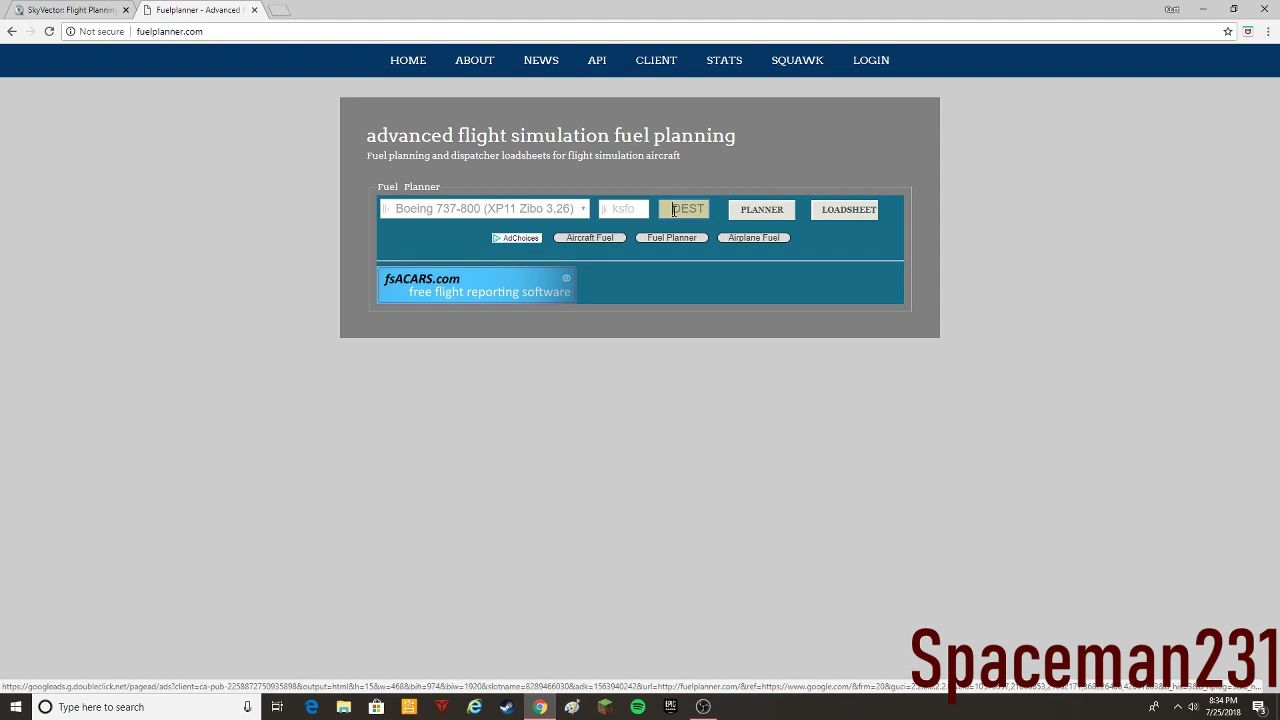 SkyVector: Flight Planning
Fuelplanner - Advanced
Not secure
fuelplanner.com
HOME
ABOUT
NEWS
API
CLIENT
STATS
SQUAWK
LOGIN
advanced flight simulation fuel planning
Fuel planning and dispatcher loadsheets for flight simulation aircraft
Fuel Planner
Boeing 737-800 (XP11 Zibo 3.26)
ksfo
DEST
PLANNER
LOADSHEET
AdChoices
Aircraft Fuel
Fuel Planner
Airplane Fuel
fsACARS.com
free flight reporting software
Spaceman231
Type here to search
8:34 PM
7/25/2018